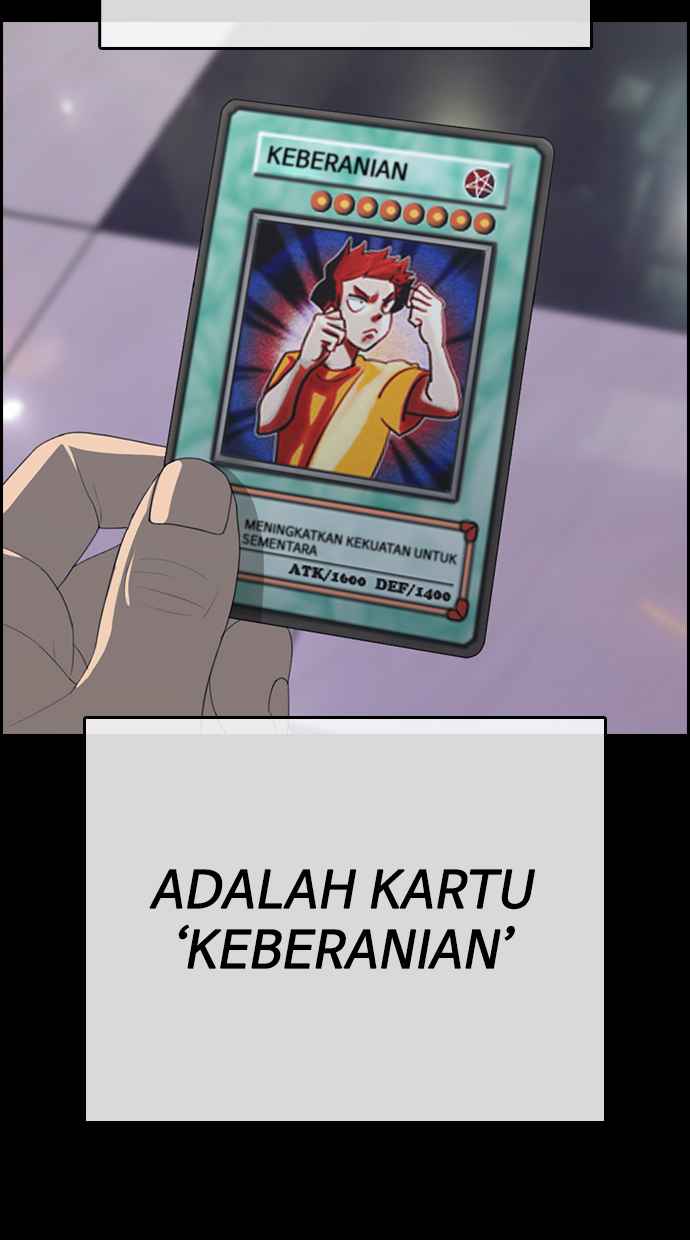 KEBERANIAN
MENINGKATKAN KEKUATAN UNTUK
SEMENTARA
ATK/1600 DEF/1400
ADALAH KARTU
‘KEBERANIAN’